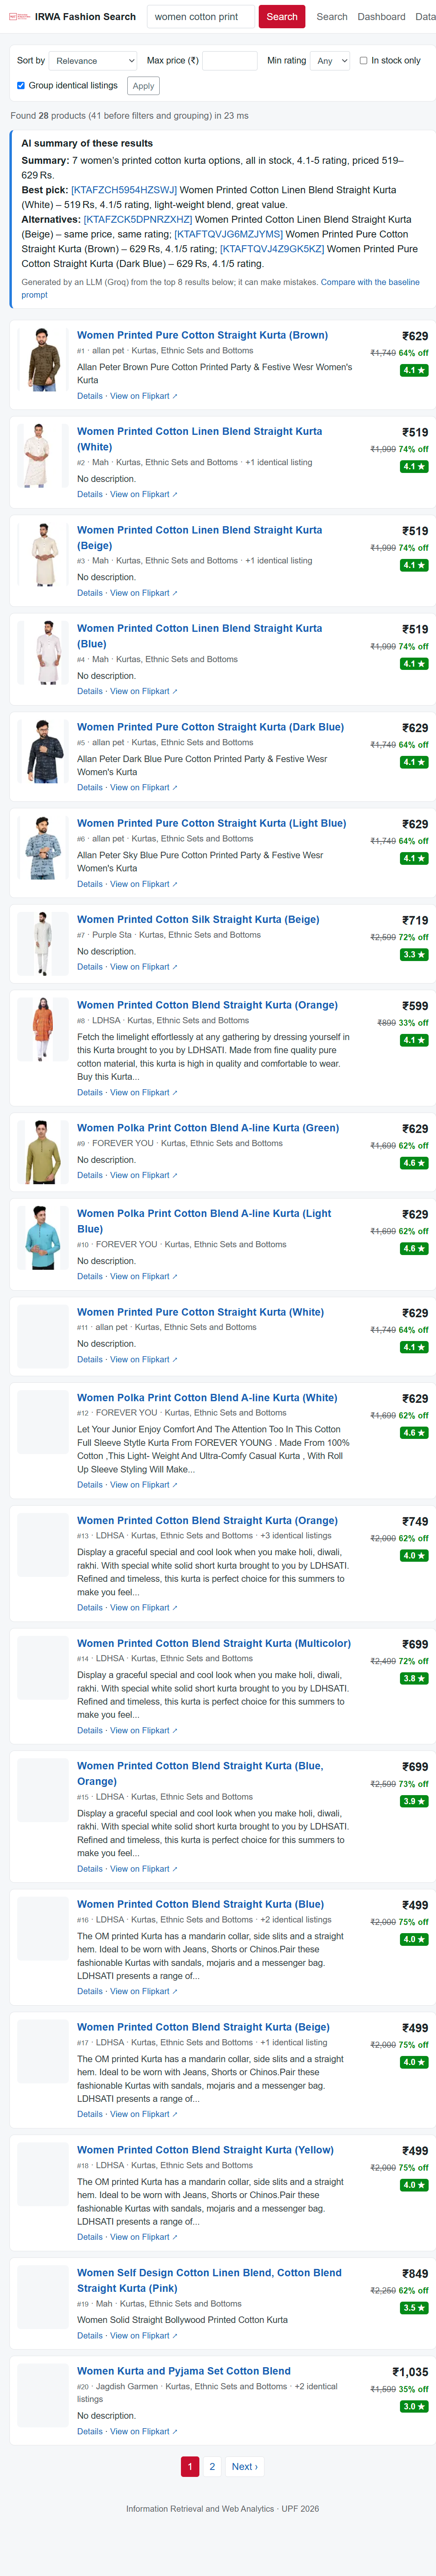 IRWA Fashion Search
women cotton print
Search
Search Dashboard Data
Sort by Relevance Max price (₹) Min rating Any In stock only
Group identical listings Apply
Found 28 products (41 before filters and grouping) in 23 ms
AI summary of these results
Summary: 7 women's printed cotton kurta options, all in stock, 4.1-5 rating, priced 519–
629 Rs.
Best pick: [KTAFZCH5954HZSWJ] Women Printed Cotton Linen Blend Straight Kurta
(White) – 519 Rs, 4.1/5 rating, light-weight blend, great value.
Alternatives: [KTAFZCK5DPNRZXHZ] Women Printed Cotton Linen Blend Straight Kurta
(Beige) – same price, same rating; [KTAFTQVJG6MZJYMS] Women Printed Pure Cotton
Straight Kurta (Brown) – 629 Rs, 4.1/5 rating; [KTAFTQVJ4Z9GK5KZ] Women Printed Pure
Cotton Straight Kurta (Dark Blue) – 629 Rs, 4.1/5 rating.
Generated by an LLM (Groq) from the top 8 results below; it can make mistakes. Compare with the baseline
prompt
Women Printed Pure Cotton Straight Kurta (Brown) ₹629
#1 · allan pet · Kurtas, Ethnic Sets and Bottoms ₹1,749 64% off
Allan Peter Brown Pure Cotton Printed Party & Festive Wesr Women's 4.1 ★
Kurta
Details · View on Flipkart ↗
Women Printed Cotton Linen Blend Straight Kurta ₹519
(White) ₹1,999 74% off
#2 · Mah · Kurtas, Ethnic Sets and Bottoms · +1 identical listing 4.1 ★
No description.
Details · View on Flipkart ↗
Women Printed Cotton Linen Blend Straight Kurta ₹519
(Beige) ₹1,999 74% off
#3 · Mah · Kurtas, Ethnic Sets and Bottoms · +1 identical listing 4.1 ★
No description.
Details · View on Flipkart ↗
Women Printed Cotton Linen Blend Straight Kurta ₹519
(Blue) ₹1,999 74% off
#4 · Mah · Kurtas, Ethnic Sets and Bottoms 4.1 ★
No description.
Details · View on Flipkart ↗
Women Printed Pure Cotton Straight Kurta (Dark Blue) ₹629
#5 · allan pet · Kurtas, Ethnic Sets and Bottoms ₹1,749 64% off
Allan Peter Dark Blue Pure Cotton Printed Party & Festive Wesr 4.1 ★
Women's Kurta
Details · View on Flipkart ↗
Women Printed Pure Cotton Straight Kurta (Light Blue) ₹629
#6 · allan pet · Kurtas, Ethnic Sets and Bottoms ₹1,749 64% off
Allan Peter Sky Blue Pure Cotton Printed Party & Festive Wesr 4.1 ★
Women's Kurta
Details · View on Flipkart ↗
Women Printed Cotton Silk Straight Kurta (Beige) ₹719
#7 · Purple Sta · Kurtas, Ethnic Sets and Bottoms ₹2,599 72% off
No description. 3.3 ★
Details · View on Flipkart ↗
Women Printed Cotton Blend Straight Kurta (Orange) ₹599
#8 · LDHSA · Kurtas, Ethnic Sets and Bottoms ₹899 33% off
Fetch the limelight effortlessly at any gathering by dressing yourself in 4.1 ★
this Kurta brought to you by LDHSATI. Made from fine quality pure
cotton material, this kurta is high in quality and comfortable to wear.
Buy this Kurta...
Details · View on Flipkart ↗
Women Polka Print Cotton Blend A-line Kurta (Green) ₹629
#9 · FOREVER YOU · Kurtas, Ethnic Sets and Bottoms ₹1,699 62% off
No description. 4.6 ★
Details · View on Flipkart ↗
Women Polka Print Cotton Blend A-line Kurta (Light ₹629
Blue) ₹1,699 62% off
#10 · FOREVER YOU · Kurtas, Ethnic Sets and Bottoms 4.6 ★
No description.
Details · View on Flipkart ↗
Women Printed Pure Cotton Straight Kurta (White) ₹629
#11 · allan pet · Kurtas, Ethnic Sets and Bottoms ₹1,749 64% off
No description. 4.1 ★
Details · View on Flipkart ↗
Women Polka Print Cotton Blend A-line Kurta (White) ₹629
#12 · FOREVER YOU · Kurtas, Ethnic Sets and Bottoms ₹1,699 62% off
Let Your Junior Enjoy Comfort And The Attention Too In This Cotton 4.6 ★
Full Sleeve Stytle Kurta From FOREVER YOUNG . Made From 100%
Cotton ,This Light- Weight And Ultra-Comfy Casual Kurta , With Roll
Up Sleeve Styling Will Make...
Details · View on Flipkart ↗
Women Printed Cotton Blend Straight Kurta (Orange) ₹749
#13 · LDHSA · Kurtas, Ethnic Sets and Bottoms · +3 identical listings ₹2,000 62% off
Display a graceful special and cool look when you make holi, diwali, 4.0 ★
rakhi. With special white solid short kurta brought to you by LDHSATI.
Refined and timeless, this kurta is perfect choice for this summers to
make you feel...
Details · View on Flipkart ↗
Women Printed Cotton Blend Straight Kurta (Multicolor) ₹699
#14 · LDHSA · Kurtas, Ethnic Sets and Bottoms ₹2,499 72% off
Display a graceful special and cool look when you make holi, diwali, 3.8 ★
rakhi. With special white solid short kurta brought to you by LDHSATI.
Refined and timeless, this kurta is perfect choice for this summers to
make you feel...
Details · View on Flipkart ↗
Women Printed Cotton Blend Straight Kurta (Blue, ₹699
Orange) ₹2,599 73% off
#15 · LDHSA · Kurtas, Ethnic Sets and Bottoms 3.9 ★
Display a graceful special and cool look when you make holi, diwali,
rakhi. With special white solid short kurta brought to you by LDHSATI.
Refined and timeless, this kurta is perfect choice for this summers to
make you feel...
Details · View on Flipkart ↗
Women Printed Cotton Blend Straight Kurta (Blue) ₹499
#16 · LDHSA · Kurtas, Ethnic Sets and Bottoms · +2 identical listings ₹2,000 75% off
The OM printed Kurta has a mandarin collar, side slits and a straight 4.0 ★
hem. Ideal to be worn with Jeans, Shorts or Chinos.Pair these
fashionable Kurtas with sandals, mojaris and a messenger bag.
LDHSATI presents a range of...
Details · View on Flipkart ↗
Women Printed Cotton Blend Straight Kurta (Beige) ₹499
#17 · LDHSA · Kurtas, Ethnic Sets and Bottoms · +1 identical listing ₹2,000 75% off
The OM printed Kurta has a mandarin collar, side slits and a straight 4.0 ★
hem. Ideal to be worn with Jeans, Shorts or Chinos.Pair these
fashionable Kurtas with sandals, mojaris and a messenger bag.
LDHSATI presents a range of...
Details · View on Flipkart ↗
Women Printed Cotton Blend Straight Kurta (Yellow) ₹499
#18 · LDHSA · Kurtas, Ethnic Sets and Bottoms ₹2,000 75% off
The OM printed Kurta has a mandarin collar, side slits and a straight 4.0 ★
hem. Ideal to be worn with Jeans, Shorts or Chinos.Pair these
fashionable Kurtas with sandals, mojaris and a messenger bag.
LDHSATI presents a range of...
Details · View on Flipkart ↗
Women Self Design Cotton Linen Blend, Cotton Blend ₹849
Straight Kurta (Pink) ₹2,250 62% off
#19 · Mah · Kurtas, Ethnic Sets and Bottoms 3.5 ★
Women Solid Straight Bollywood Printed Cotton Kurta
Details · View on Flipkart ↗
Women Kurta and Pyjama Set Cotton Blend ₹1,035
#20 · Jagdish Garmen · Kurtas, Ethnic Sets and Bottoms · +2 identical ₹1,599 35% off
listings 3.0 ★
No description.
Details · View on Flipkart ↗
1 2 Next ›
Information Retrieval and Web Analytics · UPF 2026